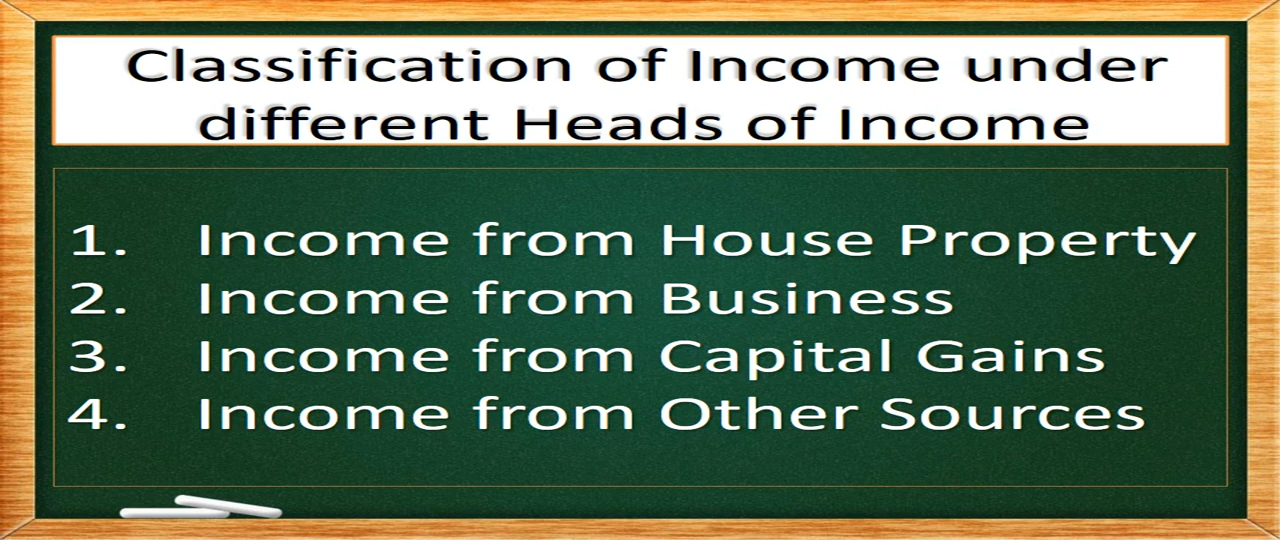 Classification of Income under
different Heads of Income
1. Income from House Property
2. Income from Business
3. Income from Capital Gains
4. Income from Other Sources